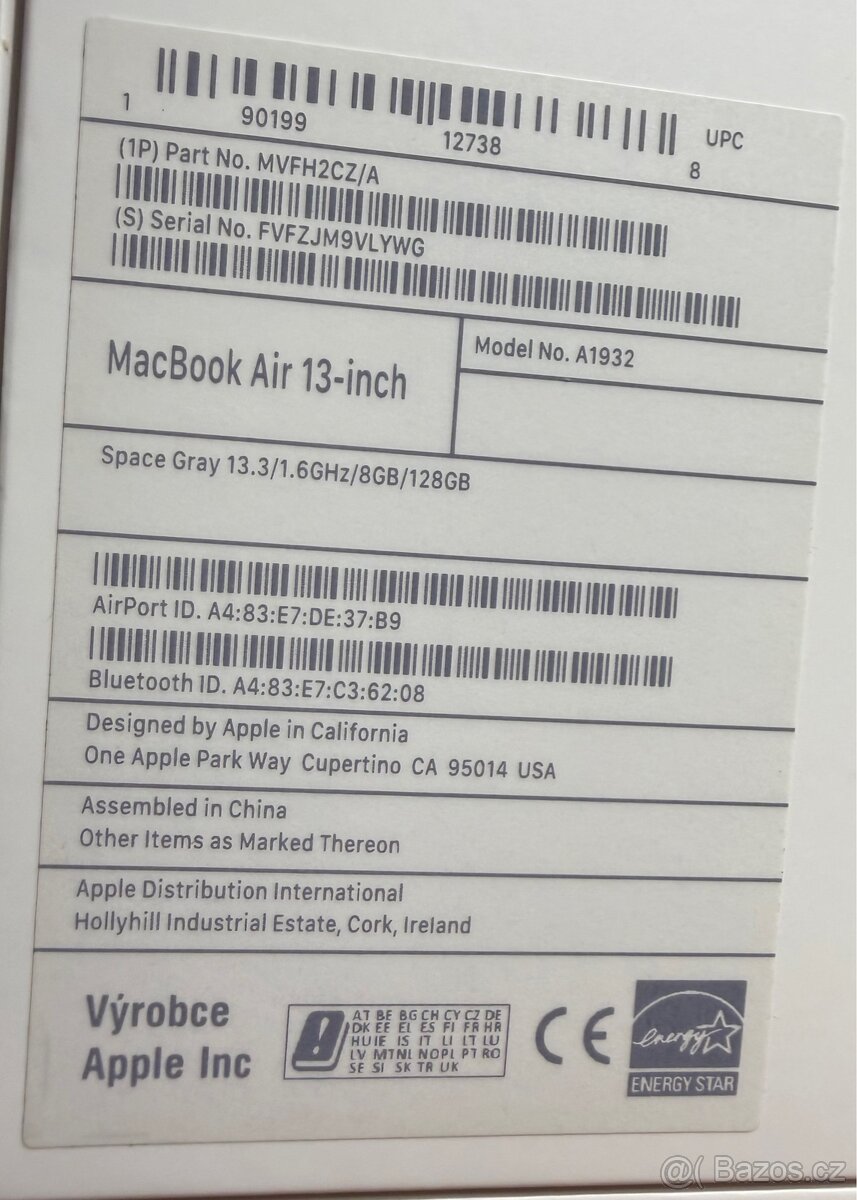 1 90199 12738 8 UPC
(1P) Part No. MVFH2CZ/A
(S) Serial No. FVFZJM9VLYWG
MacBook Air 13-inch
Model No. A1932
Space Gray 13.3/1.6GHz/8GB/128GB
AirPort ID. A4:83:E7:DE:37:B9
Bluetooth ID. A4:83:E7:C3:62:08
Designed by Apple in California
One Apple Park Way Cupertino CA 95014 USA
Assembled in China
Other Items as Marked Thereon
Apple Distribution International
Hollyhill Industrial Estate, Cork, Ireland
Výrobce
Apple Inc
AT BE BG CH CY CZ DE
DK EE EL ES FI FR HR
HU IE IS IT LI LT LU
LV MT NL NO PL PT RO
SE SI SK TR UK
CE
energy
ENERGY STAR
@( Bazos.cz